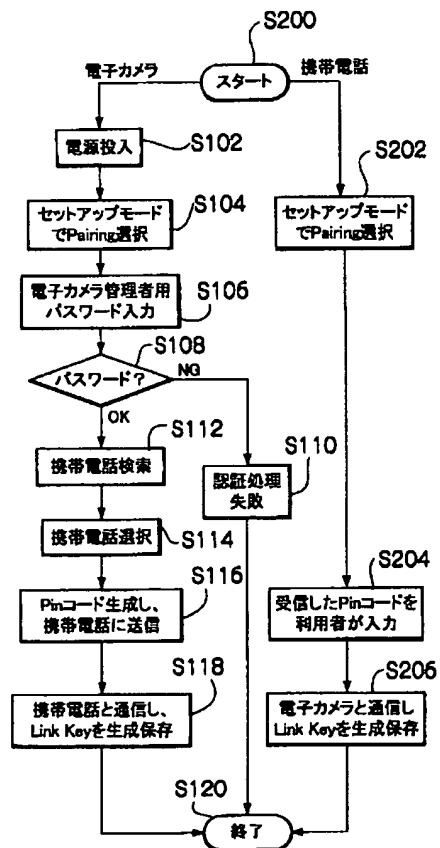 S200
電子カメラ
スタート
携帯電話
電源投入
S102
S202
セットアップモード
でPairing選択
S104
セットアップモード
でPairing選択
電子カメラ管理者用
パスワード入力
S106
S108
パスワード?
NG
OK
S112
携帯電話検索
S110
認証処理
失敗
携帯電話選択
S114
S116
Pinコード生成し、
携帯電話に送信
S204
受信したPinコードを
利用者が入力
S118
携帯電話と通信し、
Link Keyを生成保存
S206
電子カメラと通信し
Link Keyを生成保存
S120
終了